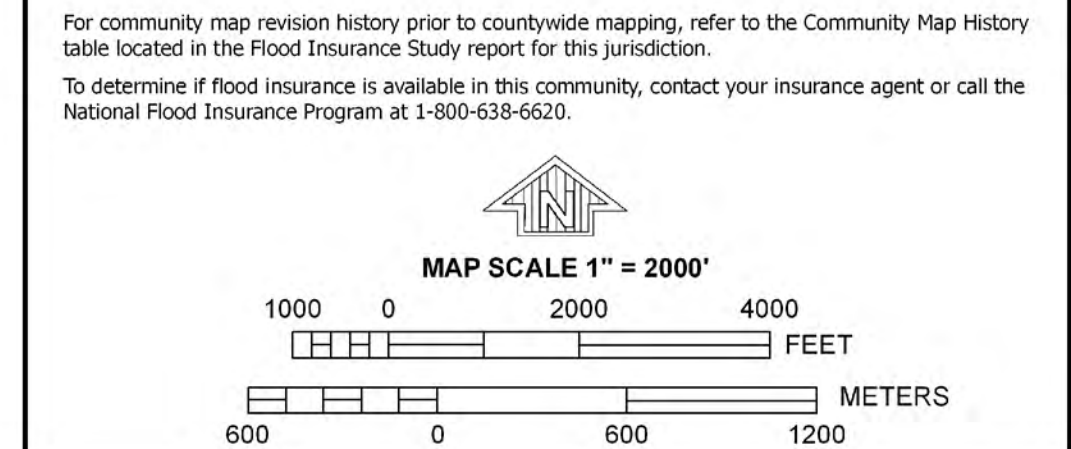 For community map revision history prior to countywide mapping, refer to the Community Map History
table located in the Flood Insurance Study report for this jurisdiction.
To determine if flood insurance is available in this community, contact your insurance agent or call the
National Flood Insurance Program at 1-800-638-6620.
N
MAP SCALE 1" = 2000'
1000 0 2000 4000
FEET
METERS
600 0 600 1200